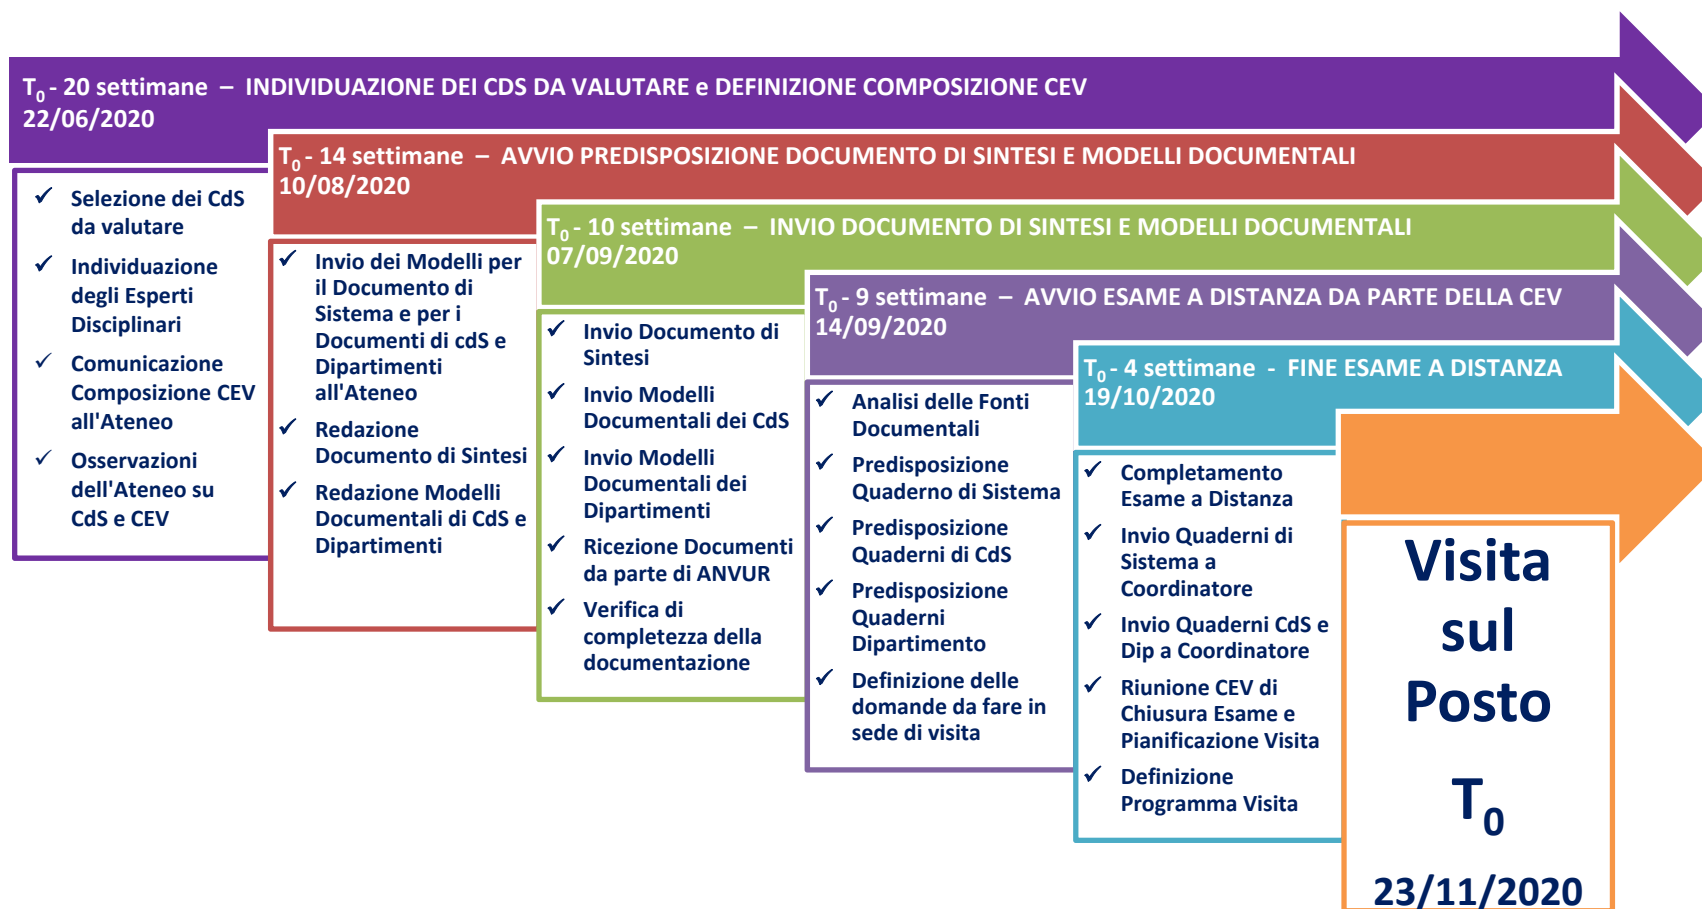 T0 - 20 settimane – INDIVIDUAZIONE DEI CDS DA VALUTARE e DEFINIZIONE COMPOSIZIONE CEV
22/06/2020
✓ Selezione dei CdS
da valutare
✓ Individuazione
degli Esperti
Disciplinari
✓ Comunicazione
Composizione CEV
all'Ateneo
✓ Osservazioni
dell'Ateneo su
CdS e CEV
T0 - 14 settimane – AVVIO PREDISPOSIZIONE DOCUMENTO DI SINTESI E MODELLI DOCUMENTALI
10/08/2020
✓ Invio dei Modelli per
il Documento di
Sistema e per i
Documenti di cdS e
Dipartimenti
all'Ateneo
✓ Redazione
Documento di Sintesi
✓ Redazione Modelli
Documentali di CdS e
Dipartimenti
T0 - 10 settimane – INVIO DOCUMENTO DI SINTESI E MODELLI DOCUMENTALI
07/09/2020
✓ Invio Documento di
Sintesi
✓ Invio Modelli
Documentali dei CdS
✓ Invio Modelli
Documentali dei
Dipartimenti
✓ Ricezione Documenti
da parte di ANVUR
✓ Verifica di
completezza della
documentazione
T0 - 9 settimane – AVVIO ESAME A DISTANZA DA PARTE DELLA CEV
14/09/2020
✓ Analisi delle Fonti
Documentali
✓ Predisposizione
Quaderno di Sistema
✓ Predisposizione
Quaderni di CdS
✓ Predisposizione
Quaderni
Dipartimento
✓ Definizione delle
domande da fare in
sede di visita
T0 - 4 settimane - FINE ESAME A DISTANZA
19/10/2020
✓ Completamento
Esame a Distanza
✓ Invio Quaderni di
Sistema a
Coordinatore
✓ Invio Quaderni CdS e
Dip a Coordinatore
✓ Riunione CEV di
Chiusura Esame e
Pianificazione Visita
✓ Definizione
Programma Visita
Visita
sul
Posto
T0
23/11/2020